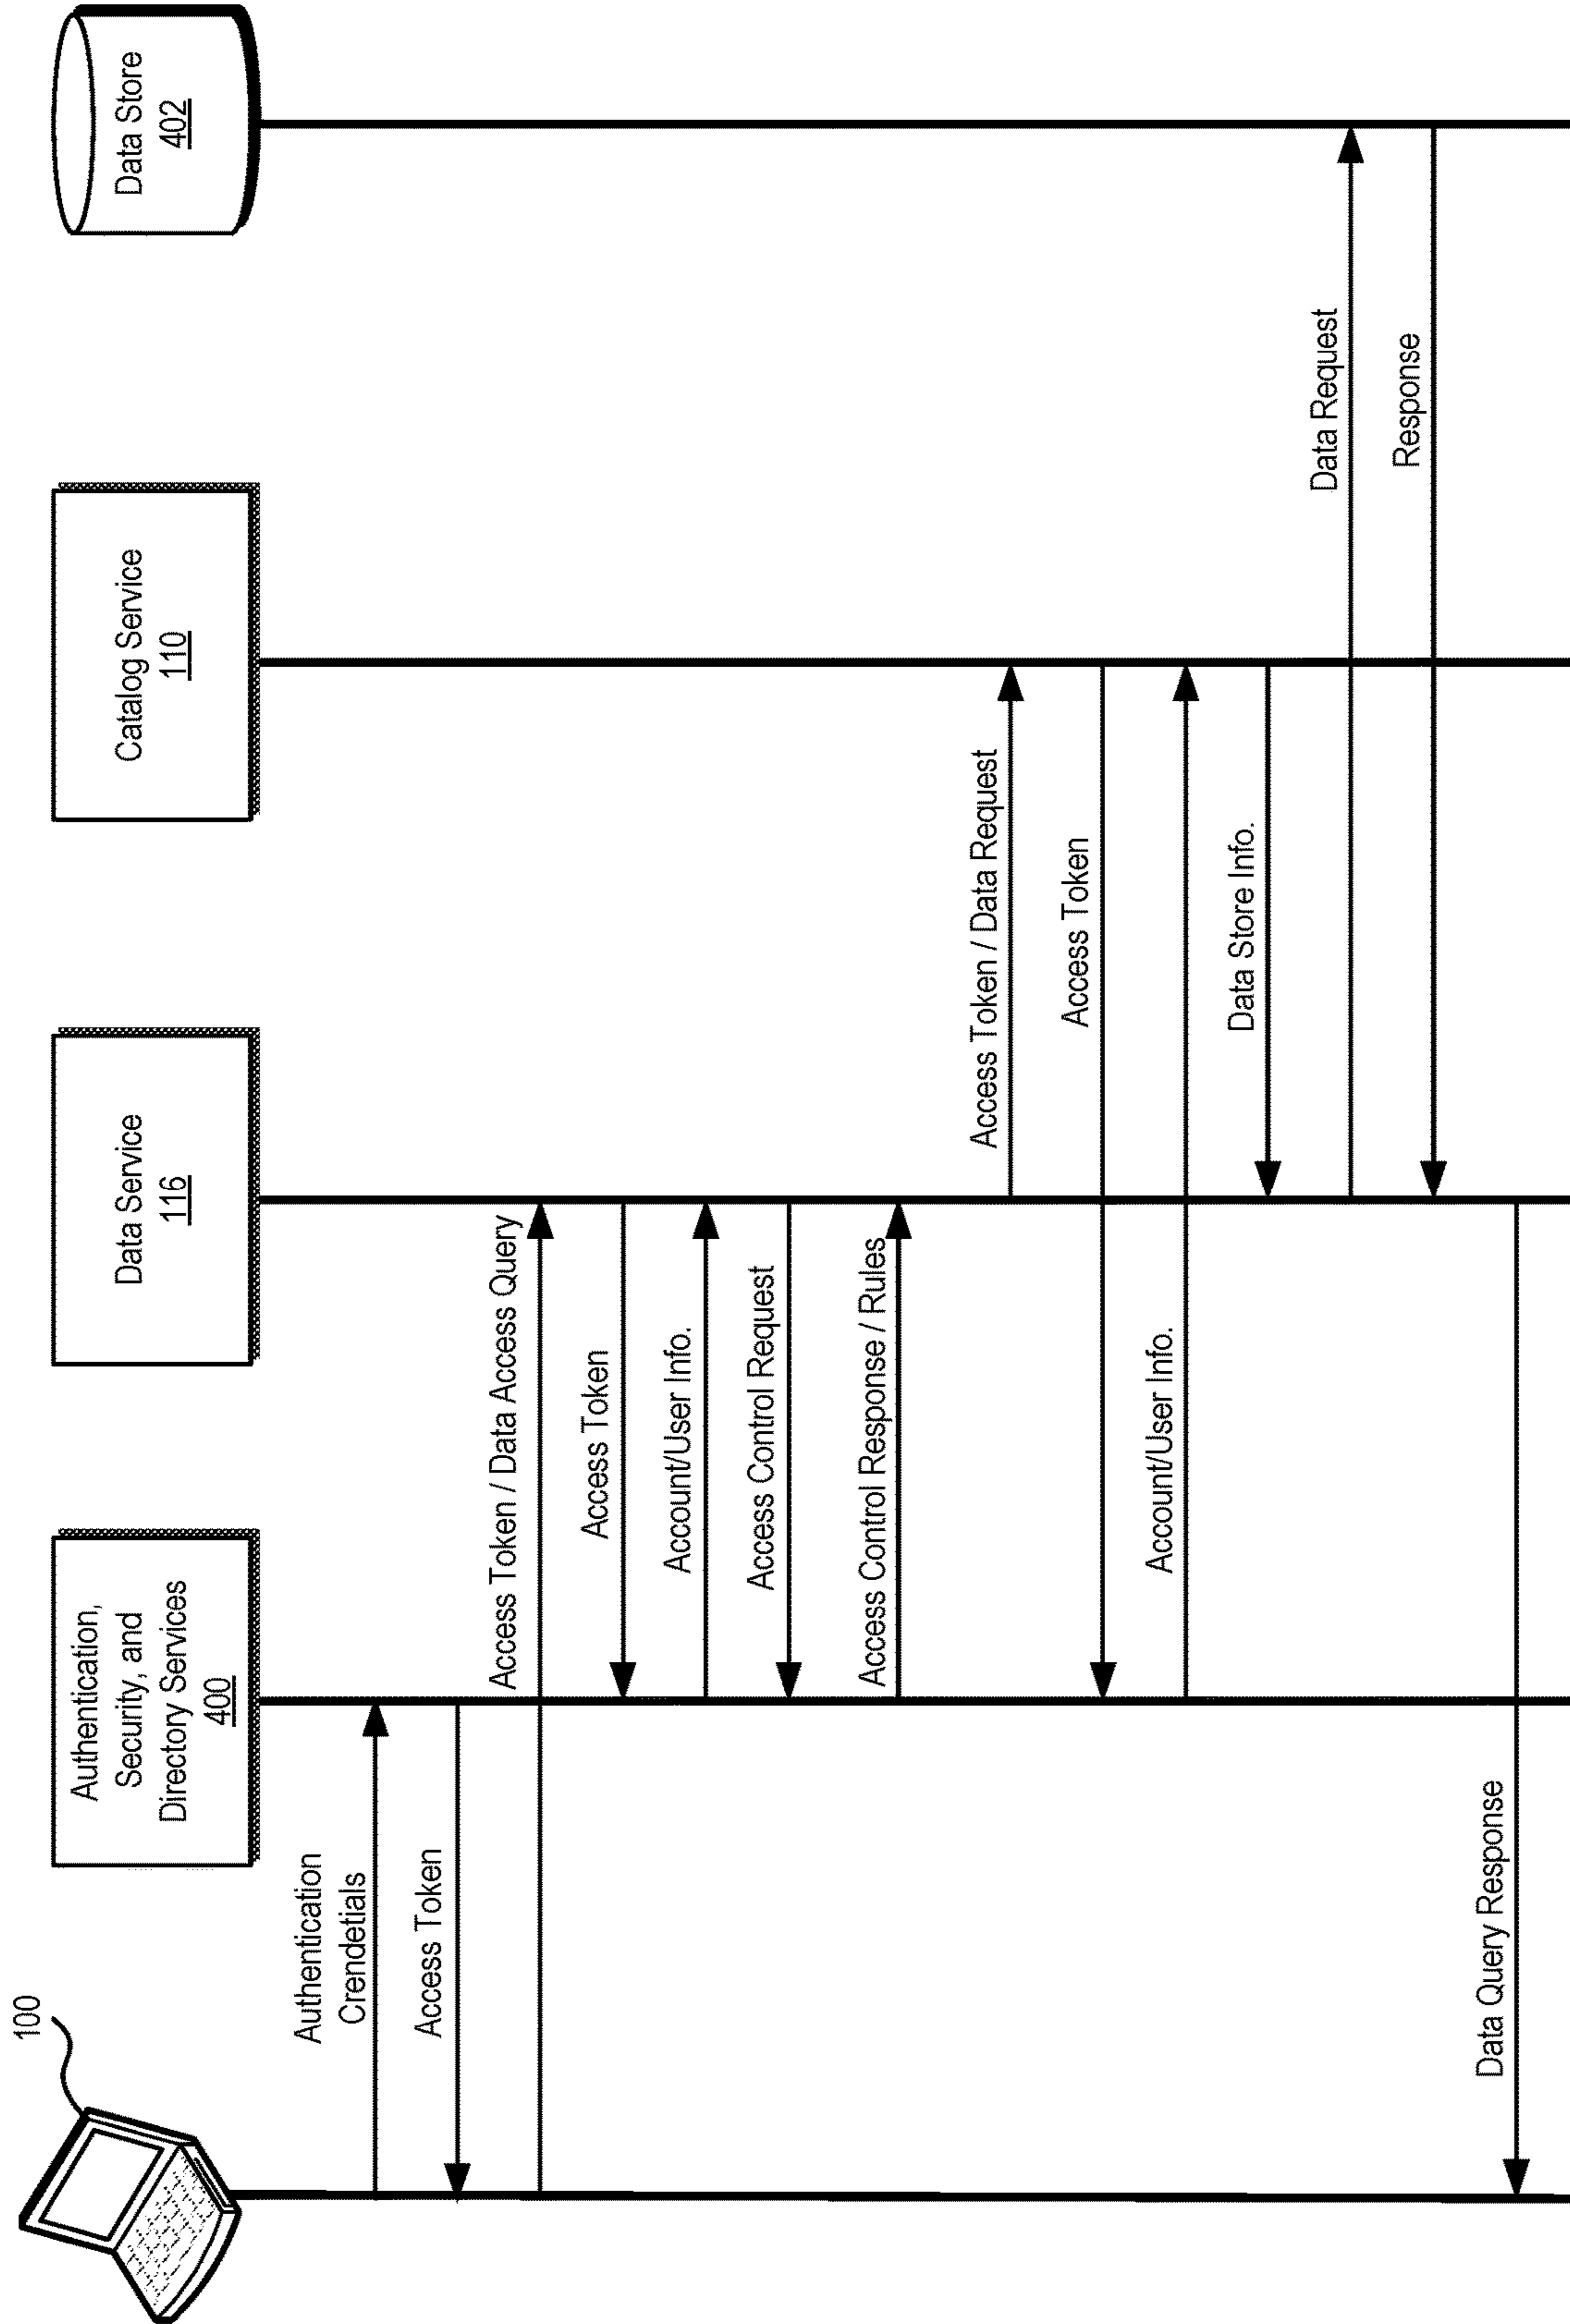 100
Authentication,
Security, and
Directory Services
400
Data Service
116
Catalog Service
110
Data Store
402
Authentication
Crendetials
Access Token
Access Token / Data Access Query
Access Token
Account/User Info.
Access Control Request
Access Control Response / Rules
Access Token / Data Request
Access Token
Account/User Info.
Data Store Info.
Data Request
Response
Data Query Response